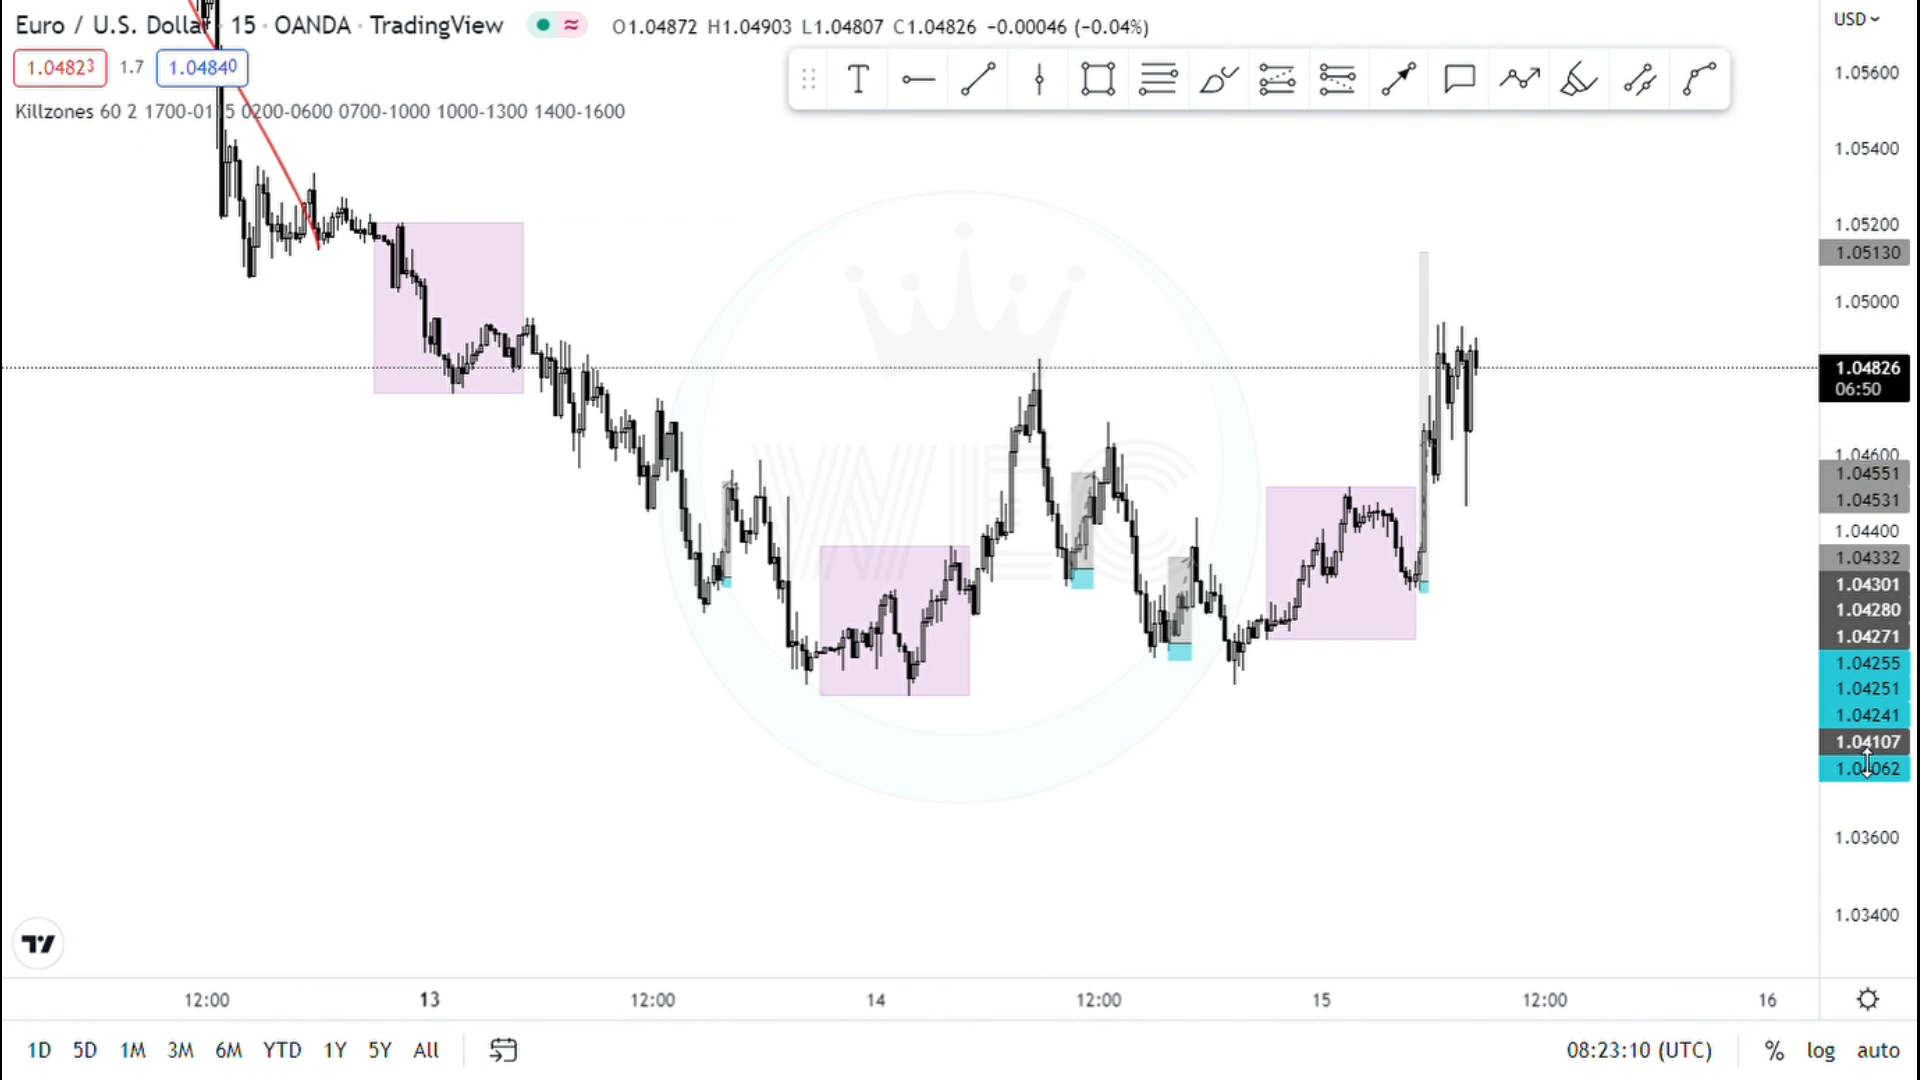 Euro / U.S. Dollar · 15 · OANDA · TradingView
O1.04872 H1.04903 L1.04807 C1.04826 −0.00046 (−0.04%)
USD
1.04823
1.7
1.04840
Killzones 60 2 1700-0115 0200-0600 0700-1000 1000-1300 1400-1600
T
1.05600
1.05400
1.05200
1.05130
1.05000
1.04826
06:50
1.04600
1.04551
1.04531
1.04400
1.04332
1.04301
1.04280
1.04271
1.04255
1.04251
1.04241
1.04107
1.04062
1.03600
1.03400
WLC
12:00 13 12:00 14 12:00 15 12:00 16
1D 5D 1M 3M 6M YTD 1Y 5Y All
08:23:10 (UTC) % log auto